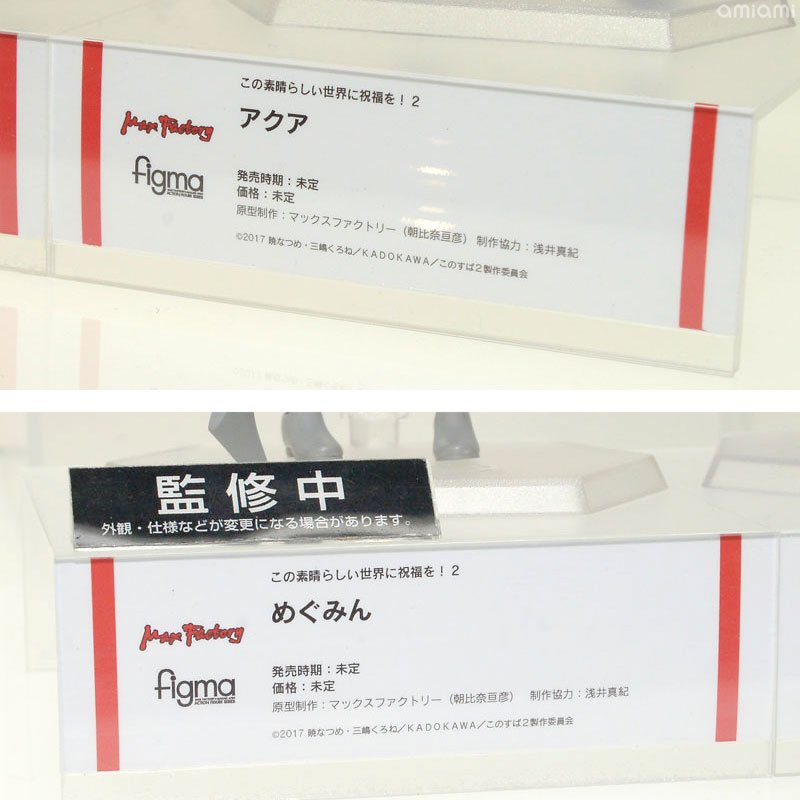 amiami
この素晴らしい世界に祝福を！2
Max Factory
アクア
figma
発売時期：未定
価格：未定
原型制作：マックスファクトリー（朝比奈亘彦） 制作協力：浅井真紀
©2017 暁なつめ・三嶋くろね／KADOKAWA／このすば2製作委員会
監修中
外観・仕様などが変更になる場合があります。
この素晴らしい世界に祝福を！2
Max Factory
めぐみん
figma
発売時期：未定
価格：未定
原型制作：マックスファクトリー（朝比奈亘彦） 制作協力：浅井真紀
©2017 暁なつめ・三嶋くろね／KADOKAWA／このすば2製作委員会